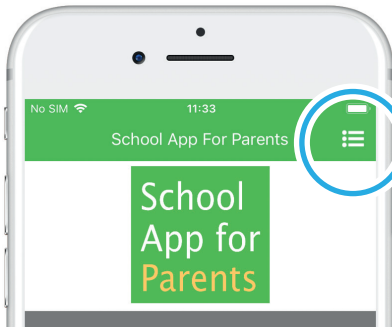 No SIM 11:33
School App For Parents
School
App for
Parents